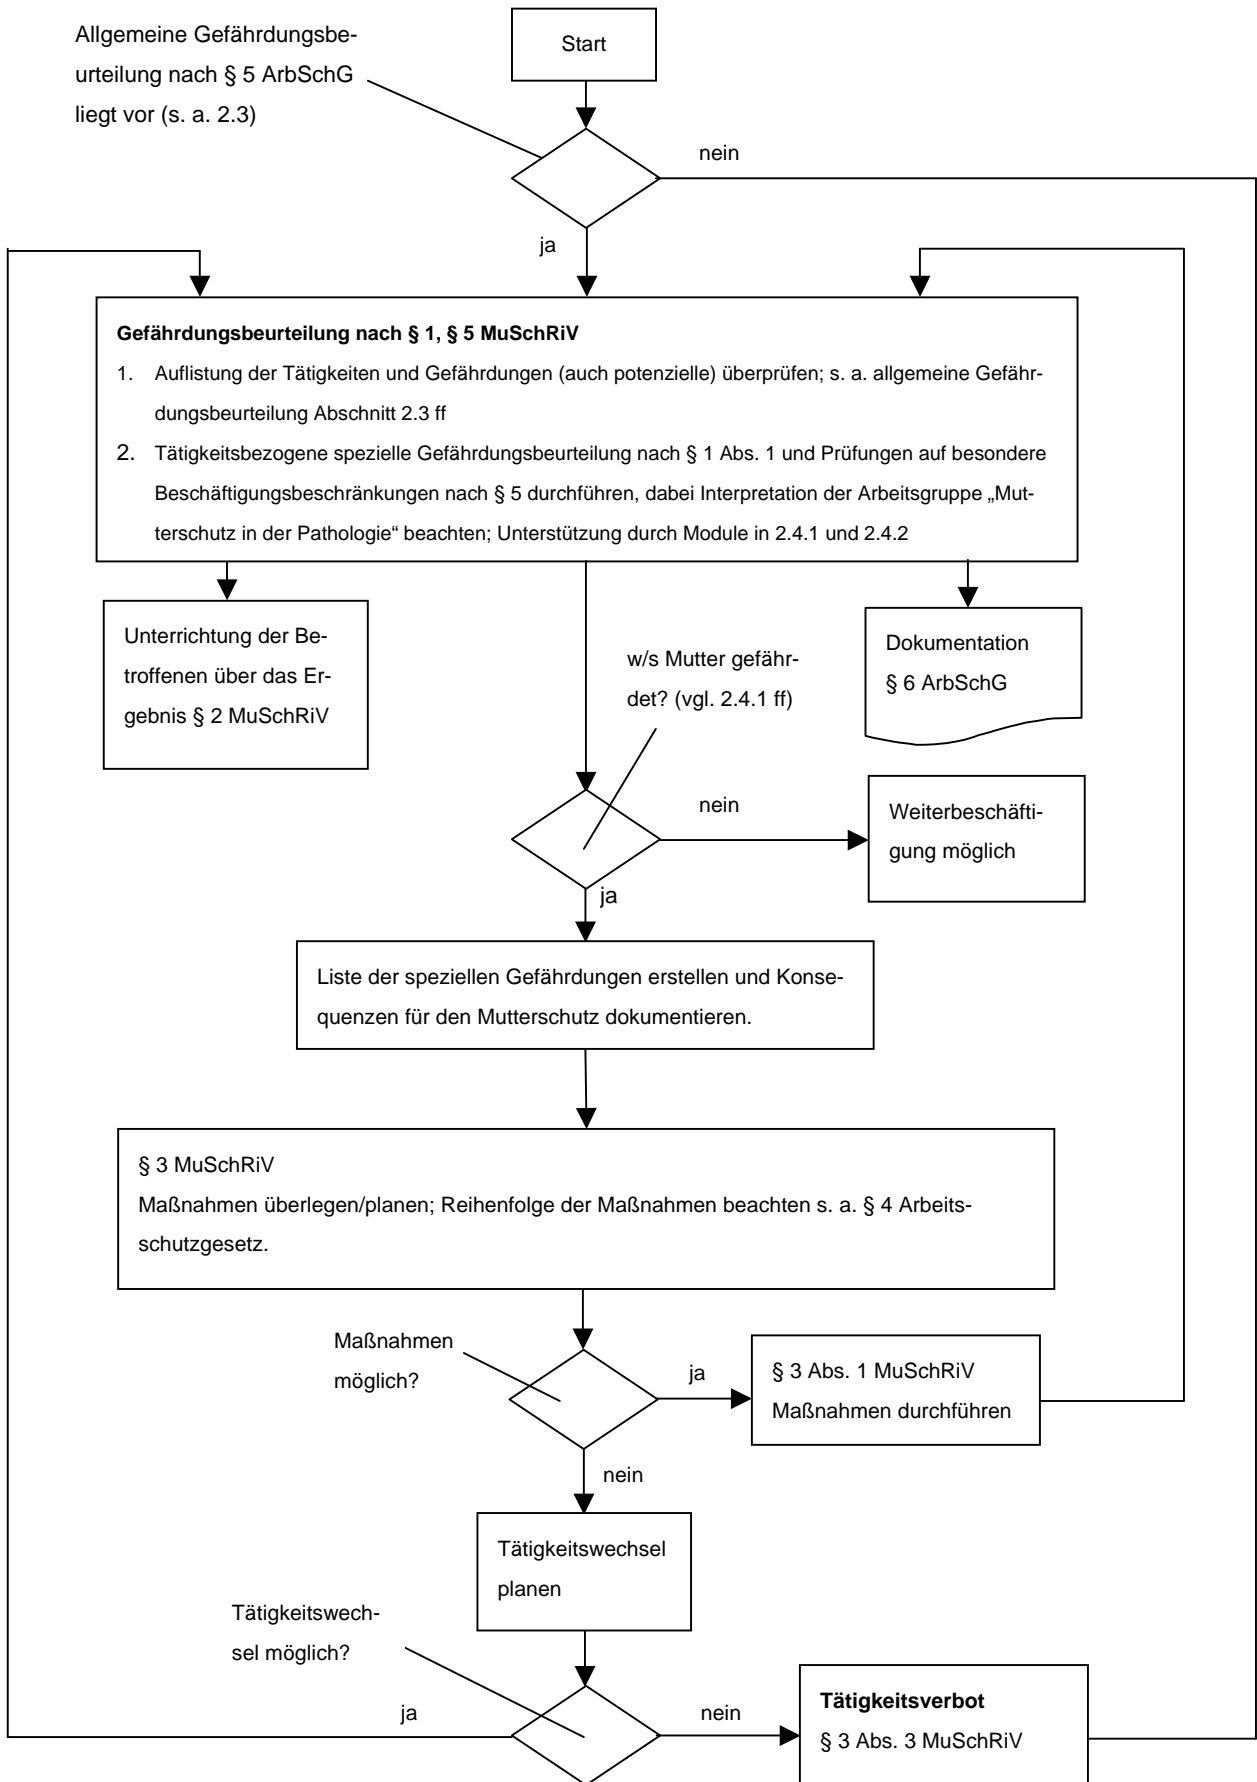 Allgemeine Gefährdungsbe-
urteilung nach § 5 ArbSchG
liegt vor (s. a. 2.3)
Start
nein
ja
Gefährdungsbeurteilung nach § 1, § 5 MuSchRiV
1. Auflistung der Tätigkeiten und Gefährdungen (auch potenzielle) überprüfen; s. a. allgemeine Gefähr-
dungsbeurteilung Abschnitt 2.3 ff
2. Tätigkeitsbezogene spezielle Gefährdungsbeurteilung nach § 1 Abs. 1 und Prüfungen auf besondere
Beschäftigungsbeschränkungen nach § 5 durchführen, dabei Interpretation der Arbeitsgruppe „Mut-
terschutz in der Pathologie“ beachten; Unterstützung durch Module in 2.4.1 und 2.4.2
Unterrichtung der Be-
troffenen über das Er-
gebnis § 2 MuSchRiV
w/s Mutter gefähr-
det? (vgl. 2.4.1 ff)
Dokumentation
§ 6 ArbSchG
nein
Weiterbeschäfti-
gung möglich
ja
Liste der speziellen Gefährdungen erstellen und Konse-
quenzen für den Mutterschutz dokumentieren.
§ 3 MuSchRiV
Maßnahmen überlegen/planen; Reihenfolge der Maßnahmen beachten s. a. § 4 Arbeits-
schutzgesetz.
Maßnahmen
möglich?
ja
§ 3 Abs. 1 MuSchRiV
Maßnahmen durchführen
nein
Tätigkeitswechsel
planen
Tätigkeitswech-
sel möglich?
ja
nein
Tätigkeitsverbot
§ 3 Abs. 3 MuSchRiV